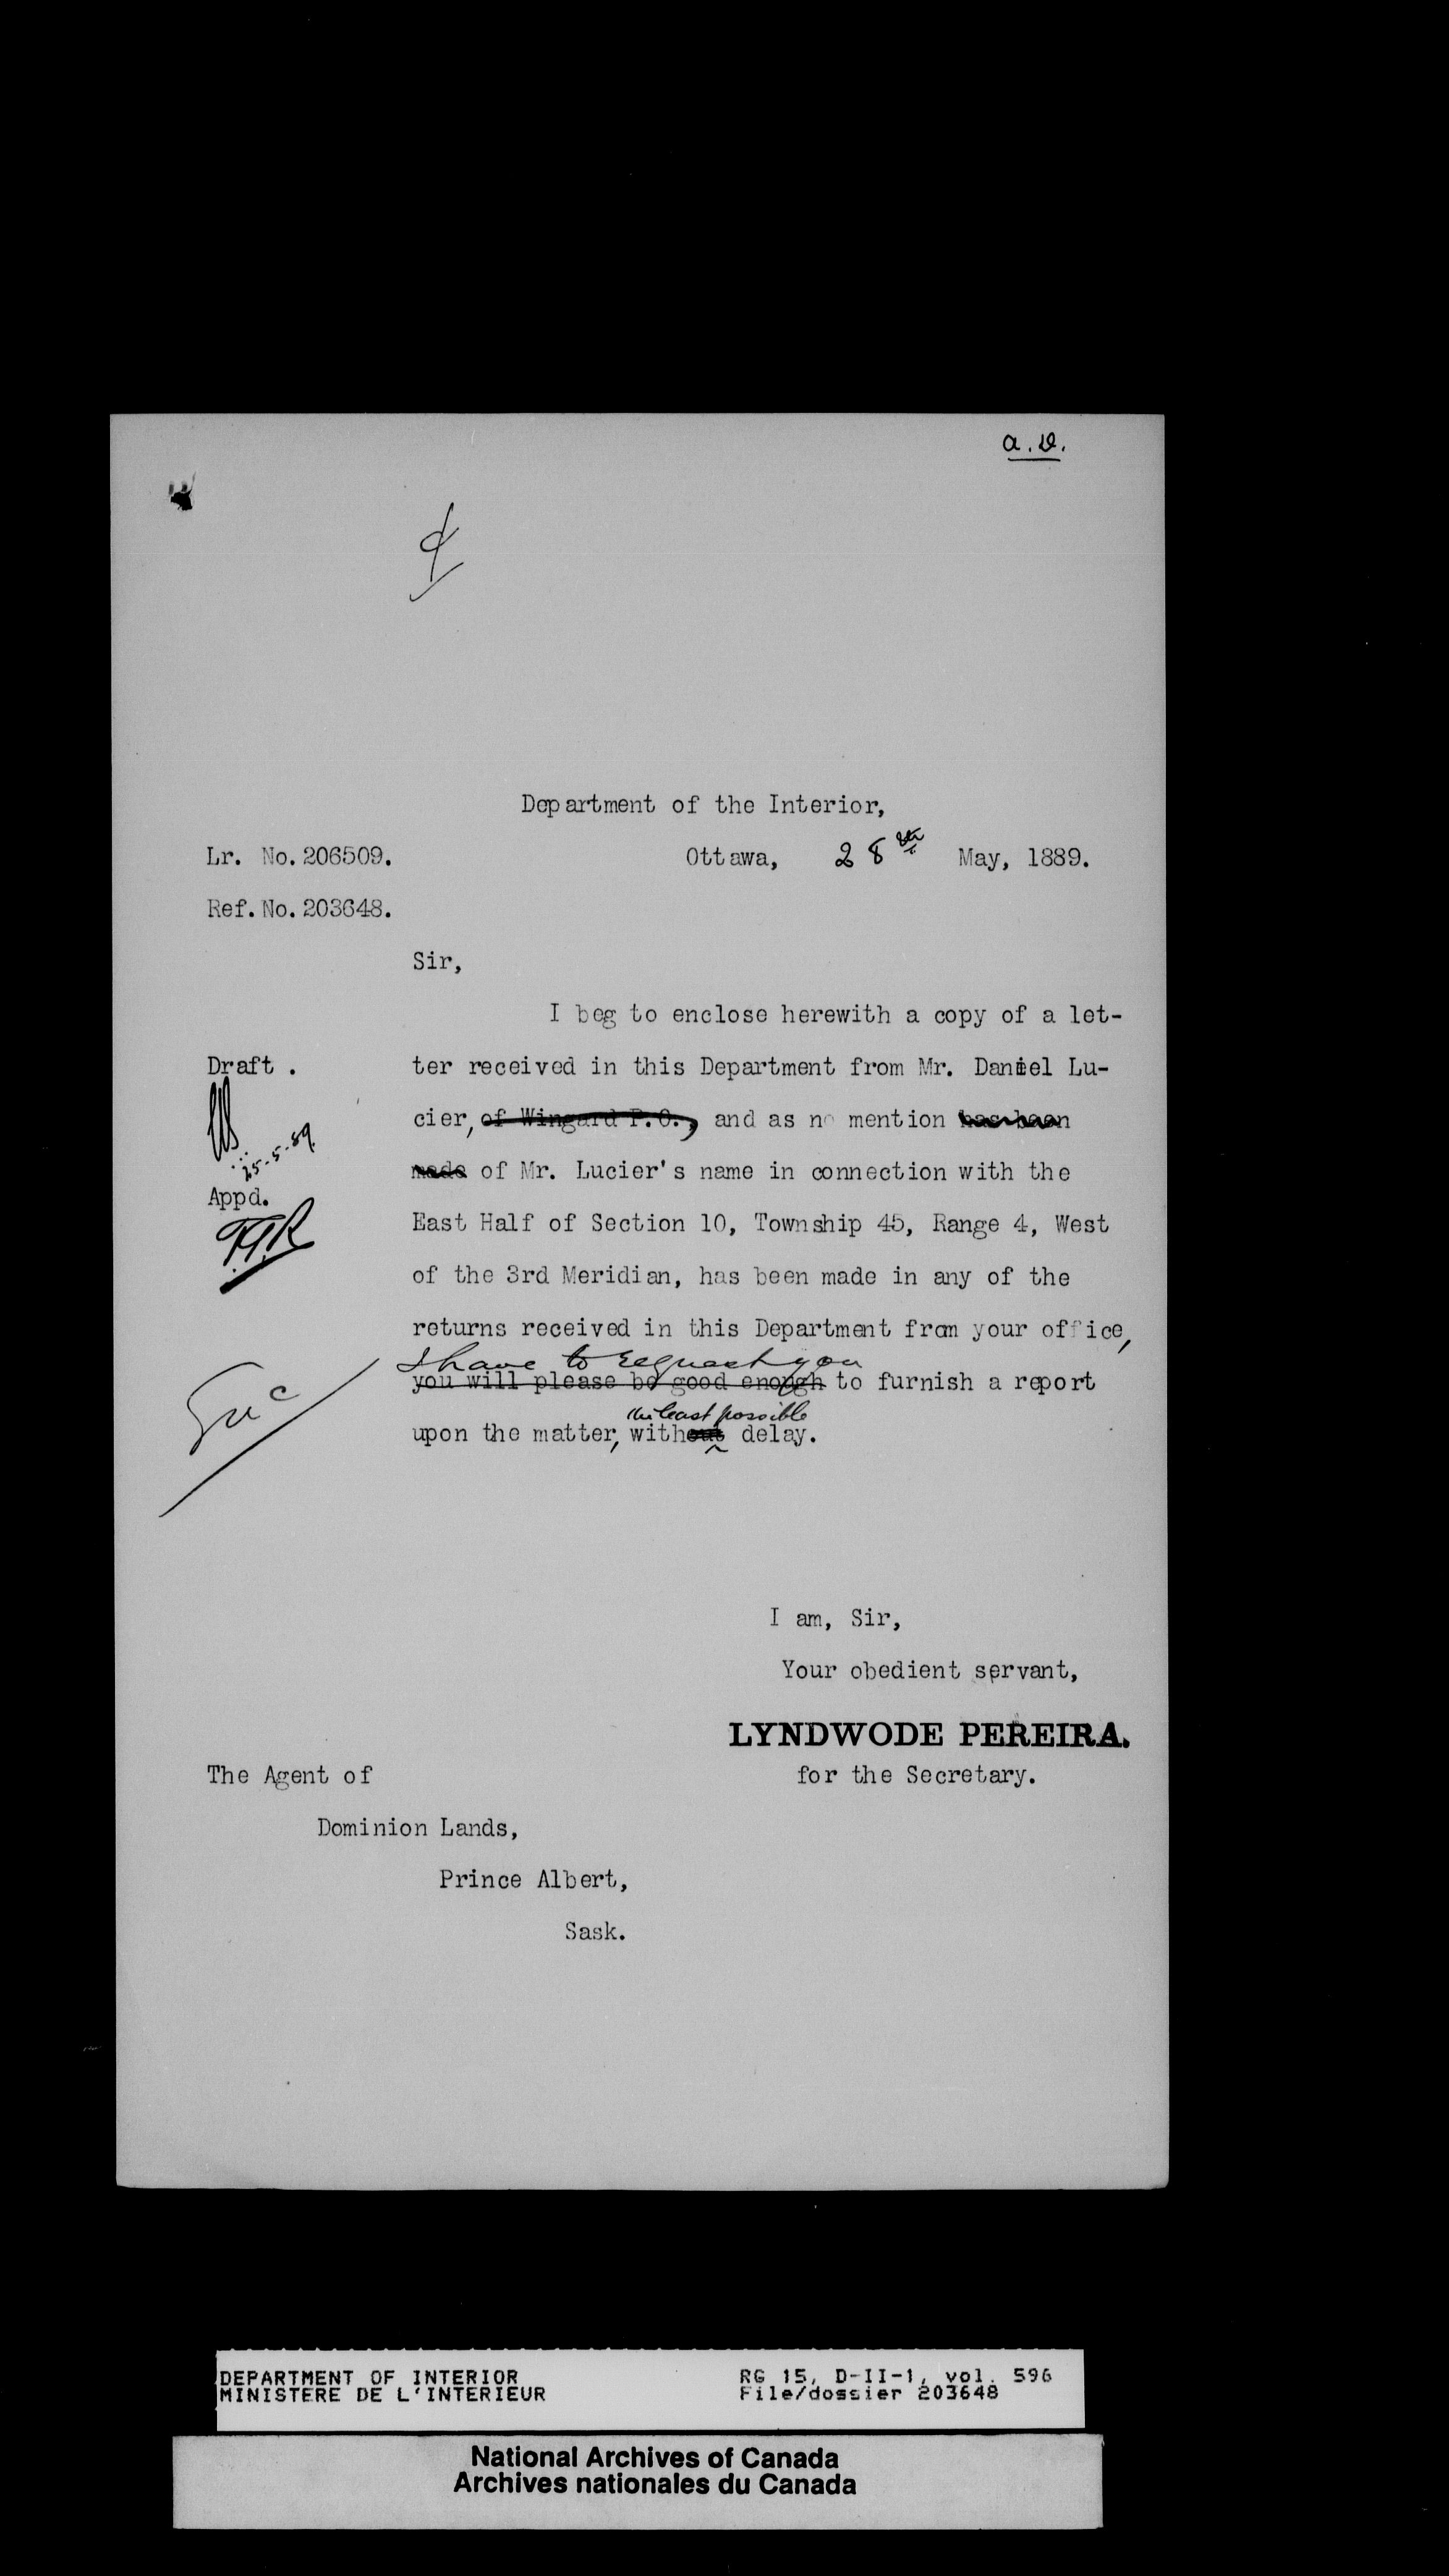 a.D.
Department of the Interior,
Lr. No. 206509. Ottawa, 28th May, 1889.
Ref. No. 203648.
Sir,
I beg to enclose herewith a copy of a let-
Draft . ter received in this Department from Mr. Daniel Lu-
cier, of Wingard P.O., and as no mention has been
25-5-89
made of Mr. Lucier's name in connection with the
Appd.
East Half of Section 10, Township 45, Range 4, West
of the 3rd Meridian, has been made in any of the
returns received in this Department from your office,
I have to request you
you will please be good enough to furnish a report
the least possible
upon the matter, without delay.
I am, Sir,
Your obedient servant,
LYNDWODE PEREIRA.
The Agent of for the Secretary.
Dominion Lands,
Prince Albert,
Sask.
DEPARTMENT OF INTERIOR RG 15, D-II-1, vol. 596
MINISTERE DE L'INTERIEUR File/dossier 203648
National Archives of Canada
Archives nationales du Canada